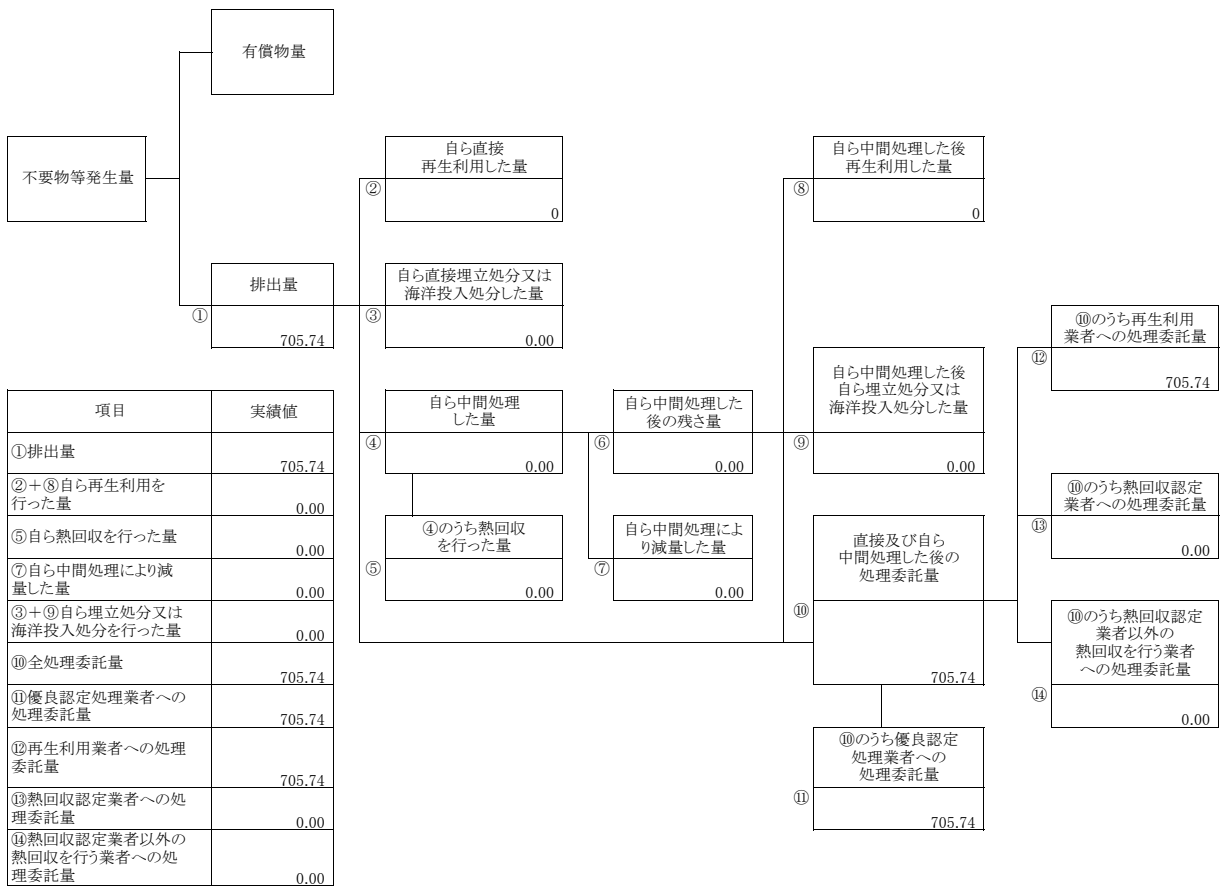 有償物量
不要物等発生量
排出量
①
705.74
自ら直接
再生利用した量
②
0
自ら直接埋立処分又は
海洋投入処分した量
③
0.00
自ら中間処理
した量
④
0.00
④のうち熱回収
を行った量
⑤
0.00
自ら中間処理した
後の残さ量
⑥
0.00
自ら中間処理によ
り減量した量
⑦
0.00
自ら中間処理した後
再生利用した量
⑧
0
自ら中間処理した後
自ら埋立処分又は
海洋投入処分した量
⑨
0.00
直接及び自ら
中間処理した後の
処理委託量
⑩
705.74
⑩のうち優良認定
処理業者への
処理委託量
⑪
705.74
⑩のうち再生利用
業者への処理委託量
⑫
705.74
⑩のうち熱回収認定
業者への処理委託量
⑬
0.00
⑩のうち熱回収認定
業者以外の
熱回収を行う業者
への処理委託量
⑭
0.00
項目 実績値
①排出量
705.74
②+⑧自ら再生利用を
行った量
0.00
⑤自ら熱回収を行った量
0.00
⑦自ら中間処理により減
量した量
0.00
③+⑨自ら埋立処分又は
海洋投入処分を行った量
0.00
⑩全処理委託量
705.74
⑪優良認定処理業者への
処理委託量
705.74
⑫再生利用業者への処理
委託量
705.74
⑬熱回収認定業者への処
理委託量
0.00
⑭熱回収認定業者以外の
熱回収を行う業者への処
理委託量
0.00